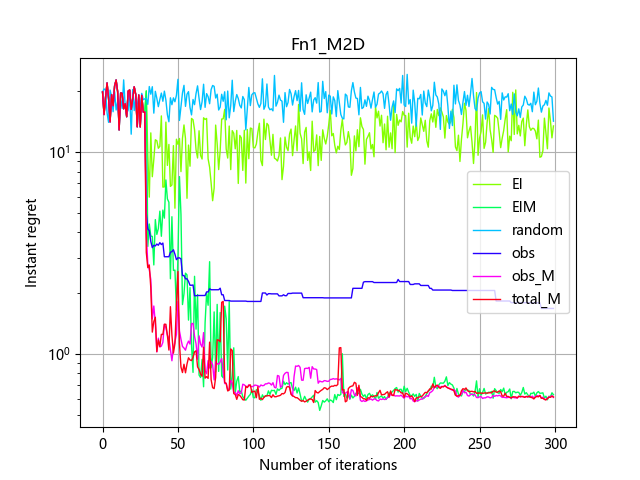 Fn1_M2D
Instant regret
10¹
10⁰
EI
EIM
random
obs
obs_M
total_M
0 50 100 150 200 250 300
Number of iterations